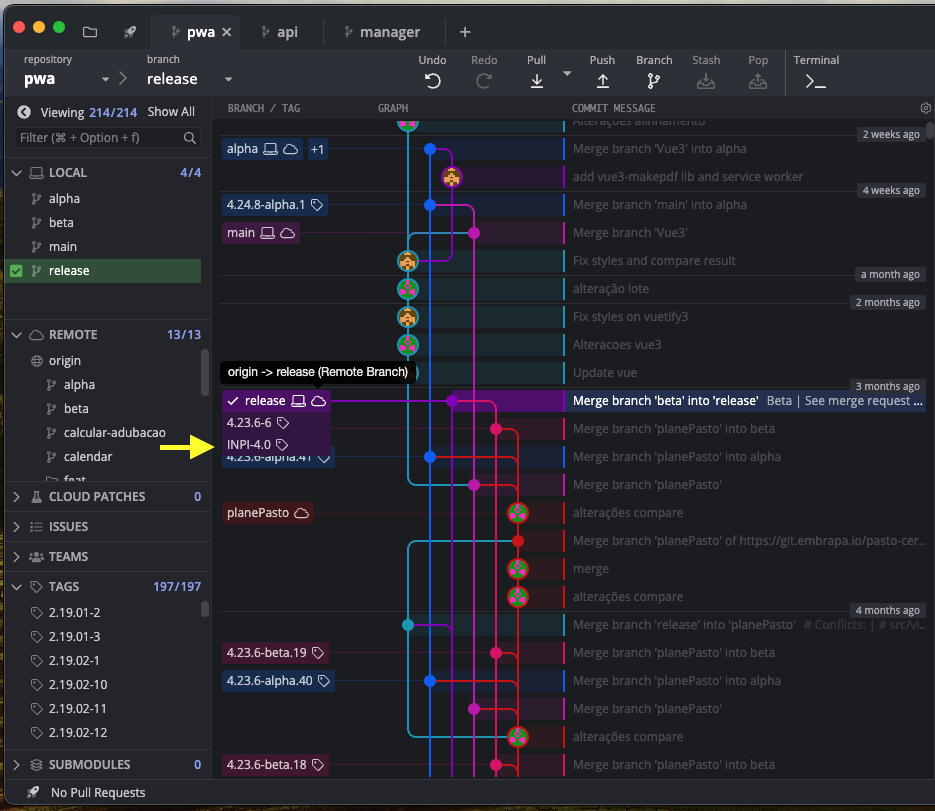 pwa
api
manager
repository
pwa
branch
release
Undo
Redo
Pull
Push
Branch
Stash
Pop
Terminal
Viewing 214/214 Show All
Filter (⌘ + Option + f)
LOCAL 4/4
alpha
beta
main
release
REMOTE 13/13
origin
alpha
beta
calcular-adubacao
calendar
feat
CLOUD PATCHES 0
ISSUES
TEAMS
TAGS 197/197
2.19.01-2
2.19.01-3
2.19.02-1
2.19.02-10
2.19.02-11
2.19.02-12
SUBMODULES 0
No Pull Requests
BRANCH / TAG GRAPH COMMIT MESSAGE
Alterações alinhamento
2 weeks ago
alpha +1 Merge branch 'Vue3' into alpha
add vue3-makepdf lib and service worker
4 weeks ago
4.24.8-alpha.1 Merge branch 'main' into alpha
main Merge branch 'Vue3'
Fix styles and compare result
a month ago
alteração lote
2 months ago
Fix styles on vuetify3
Alteracoes vue3
origin -> release (Remote Branch) Update vue
3 months ago
release Merge branch 'beta' into 'release' Beta | See merge request ...
4.23.6-6 Merge branch 'planePasto' into beta
INPI-4.0
4.23.6-alpha.41 Merge branch 'planePasto' into alpha
Merge branch 'planePasto'
planePasto alterações compare
Merge branch 'planePasto' of https://git.embrapa.io/pasto-cer...
merge
alterações compare
4 months ago
Merge branch 'release' into 'planePasto' # Conflicts: | # src/vi...
4.23.6-beta.19 Merge branch 'planePasto' into beta
4.23.6-alpha.40 Merge branch 'planePasto' into alpha
Merge branch 'planePasto'
alterações compare
4.23.6-beta.18 Merge branch 'planePasto' into beta